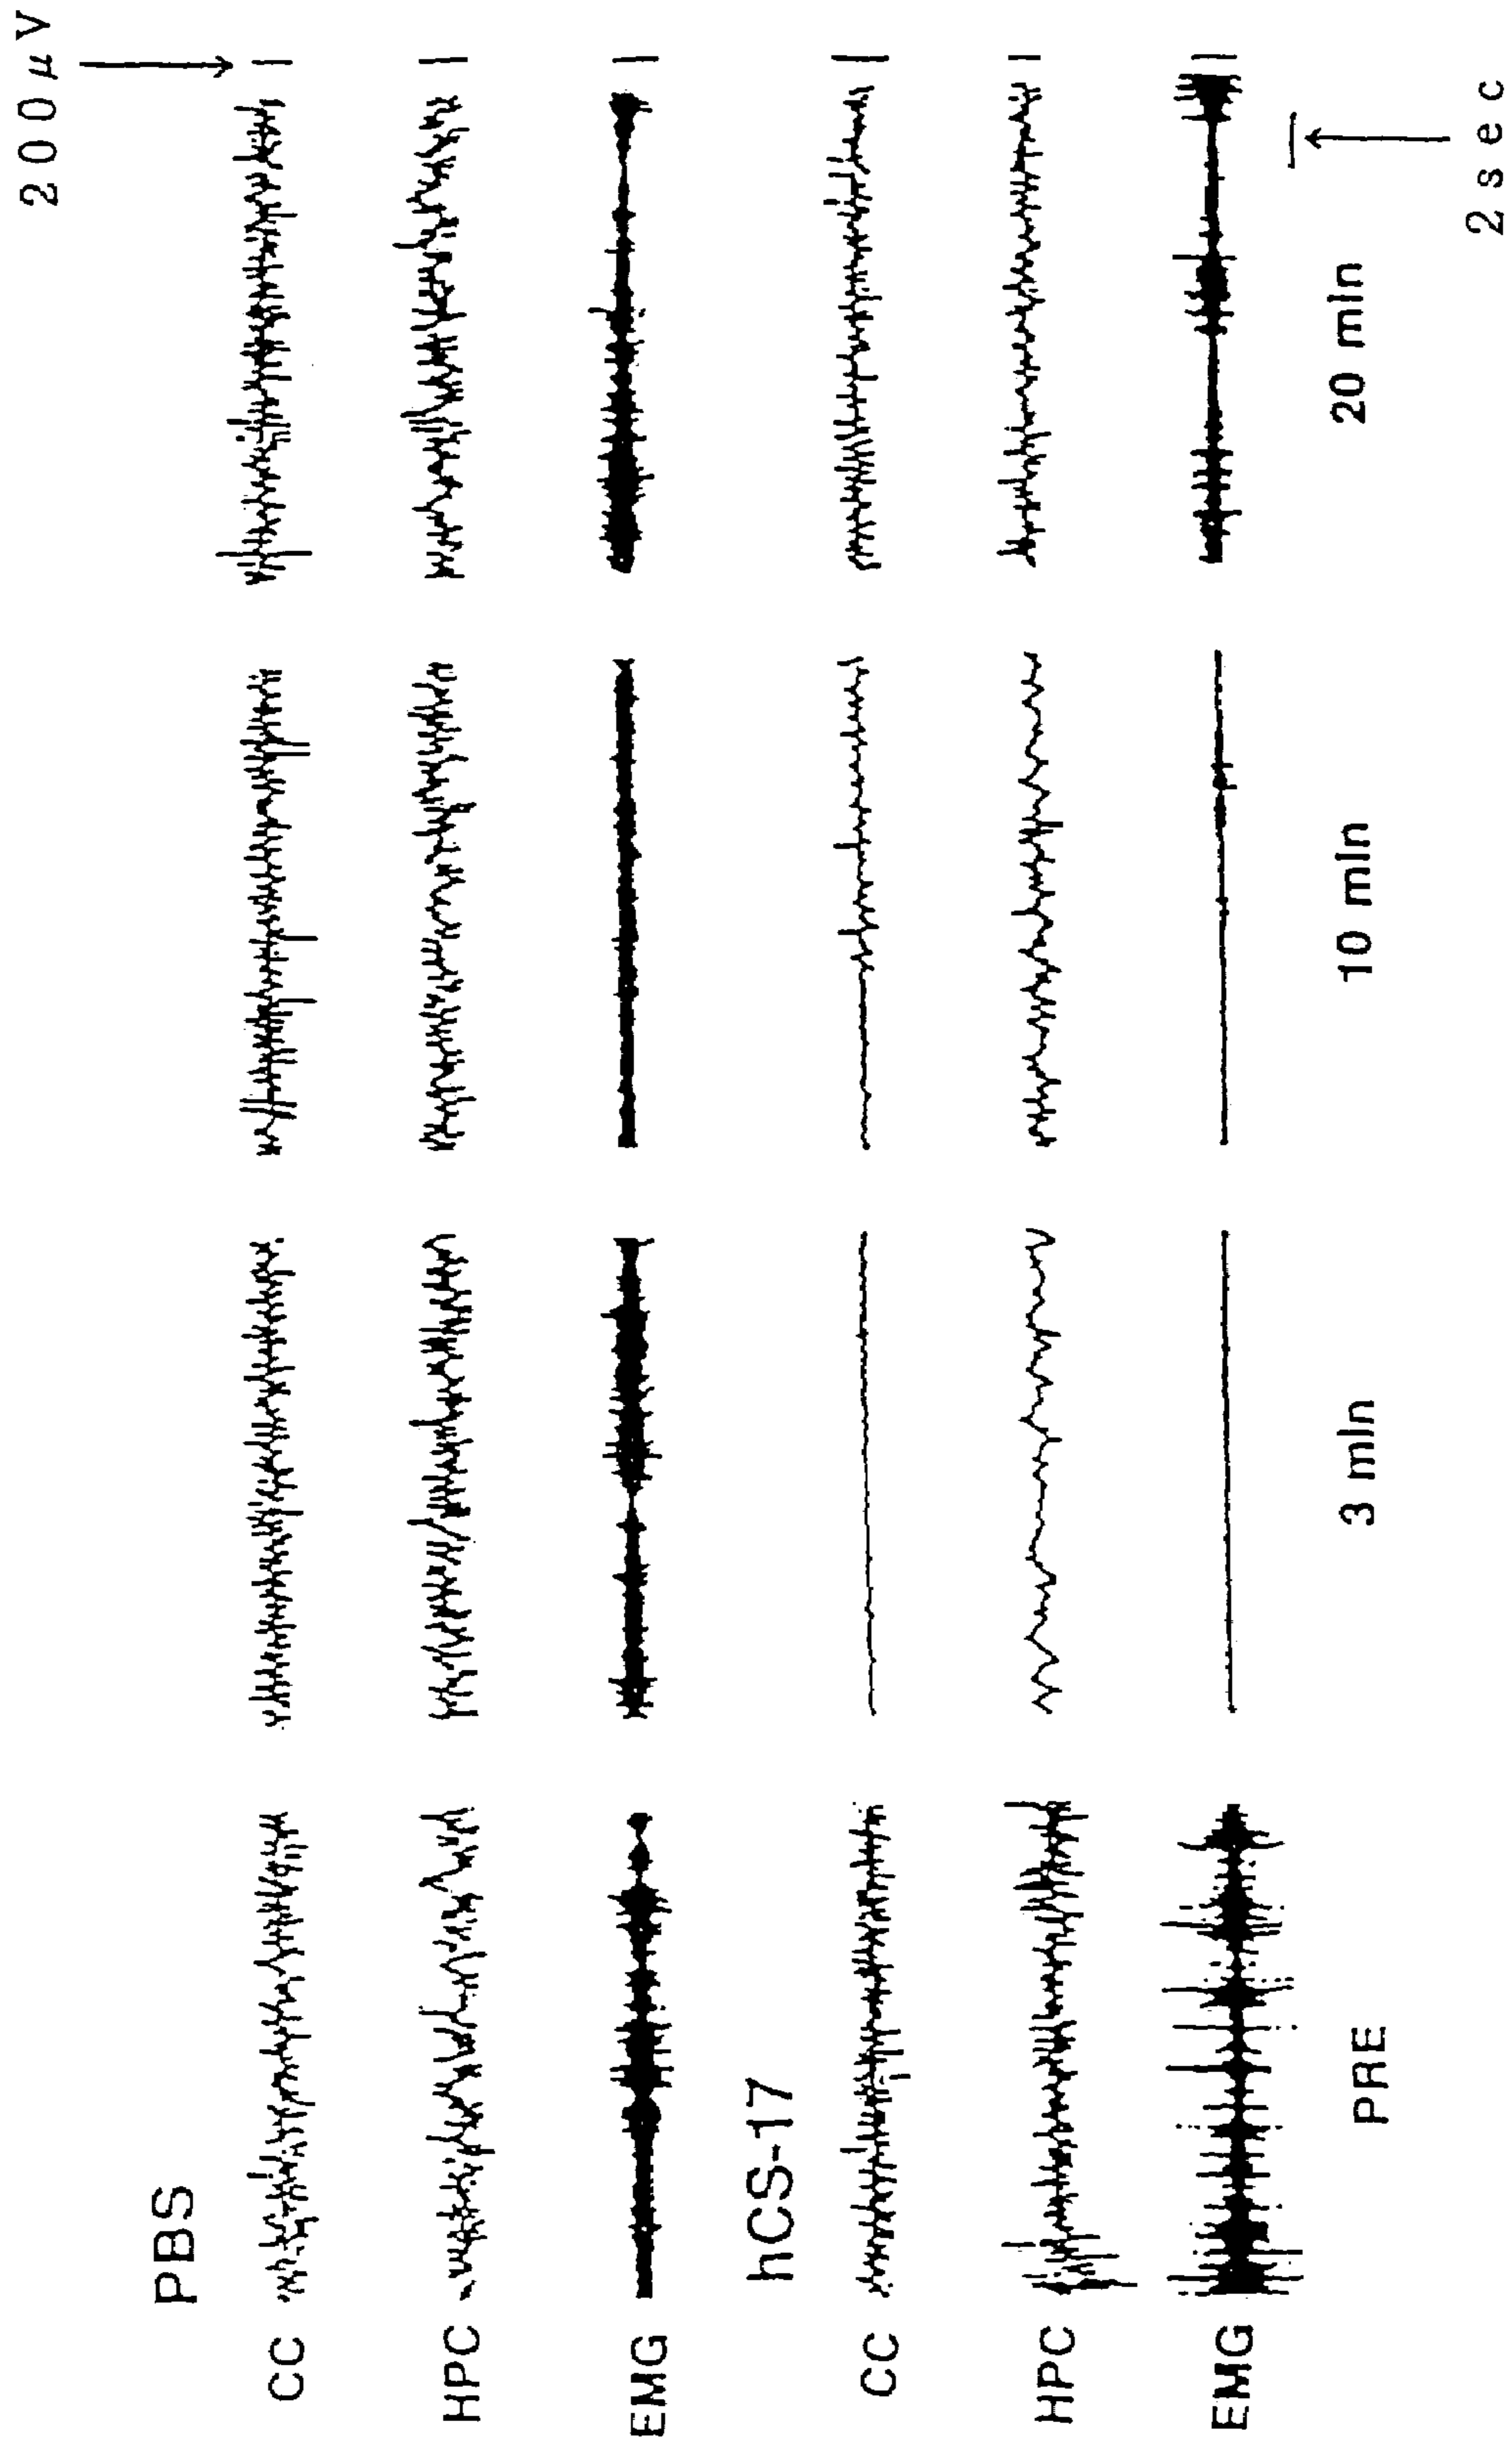 200 μV
PBS
CC
HPC
EMG
hCS-17
CC
HPC
EMG
PRE
3 min
10 min
20 min
2 sec